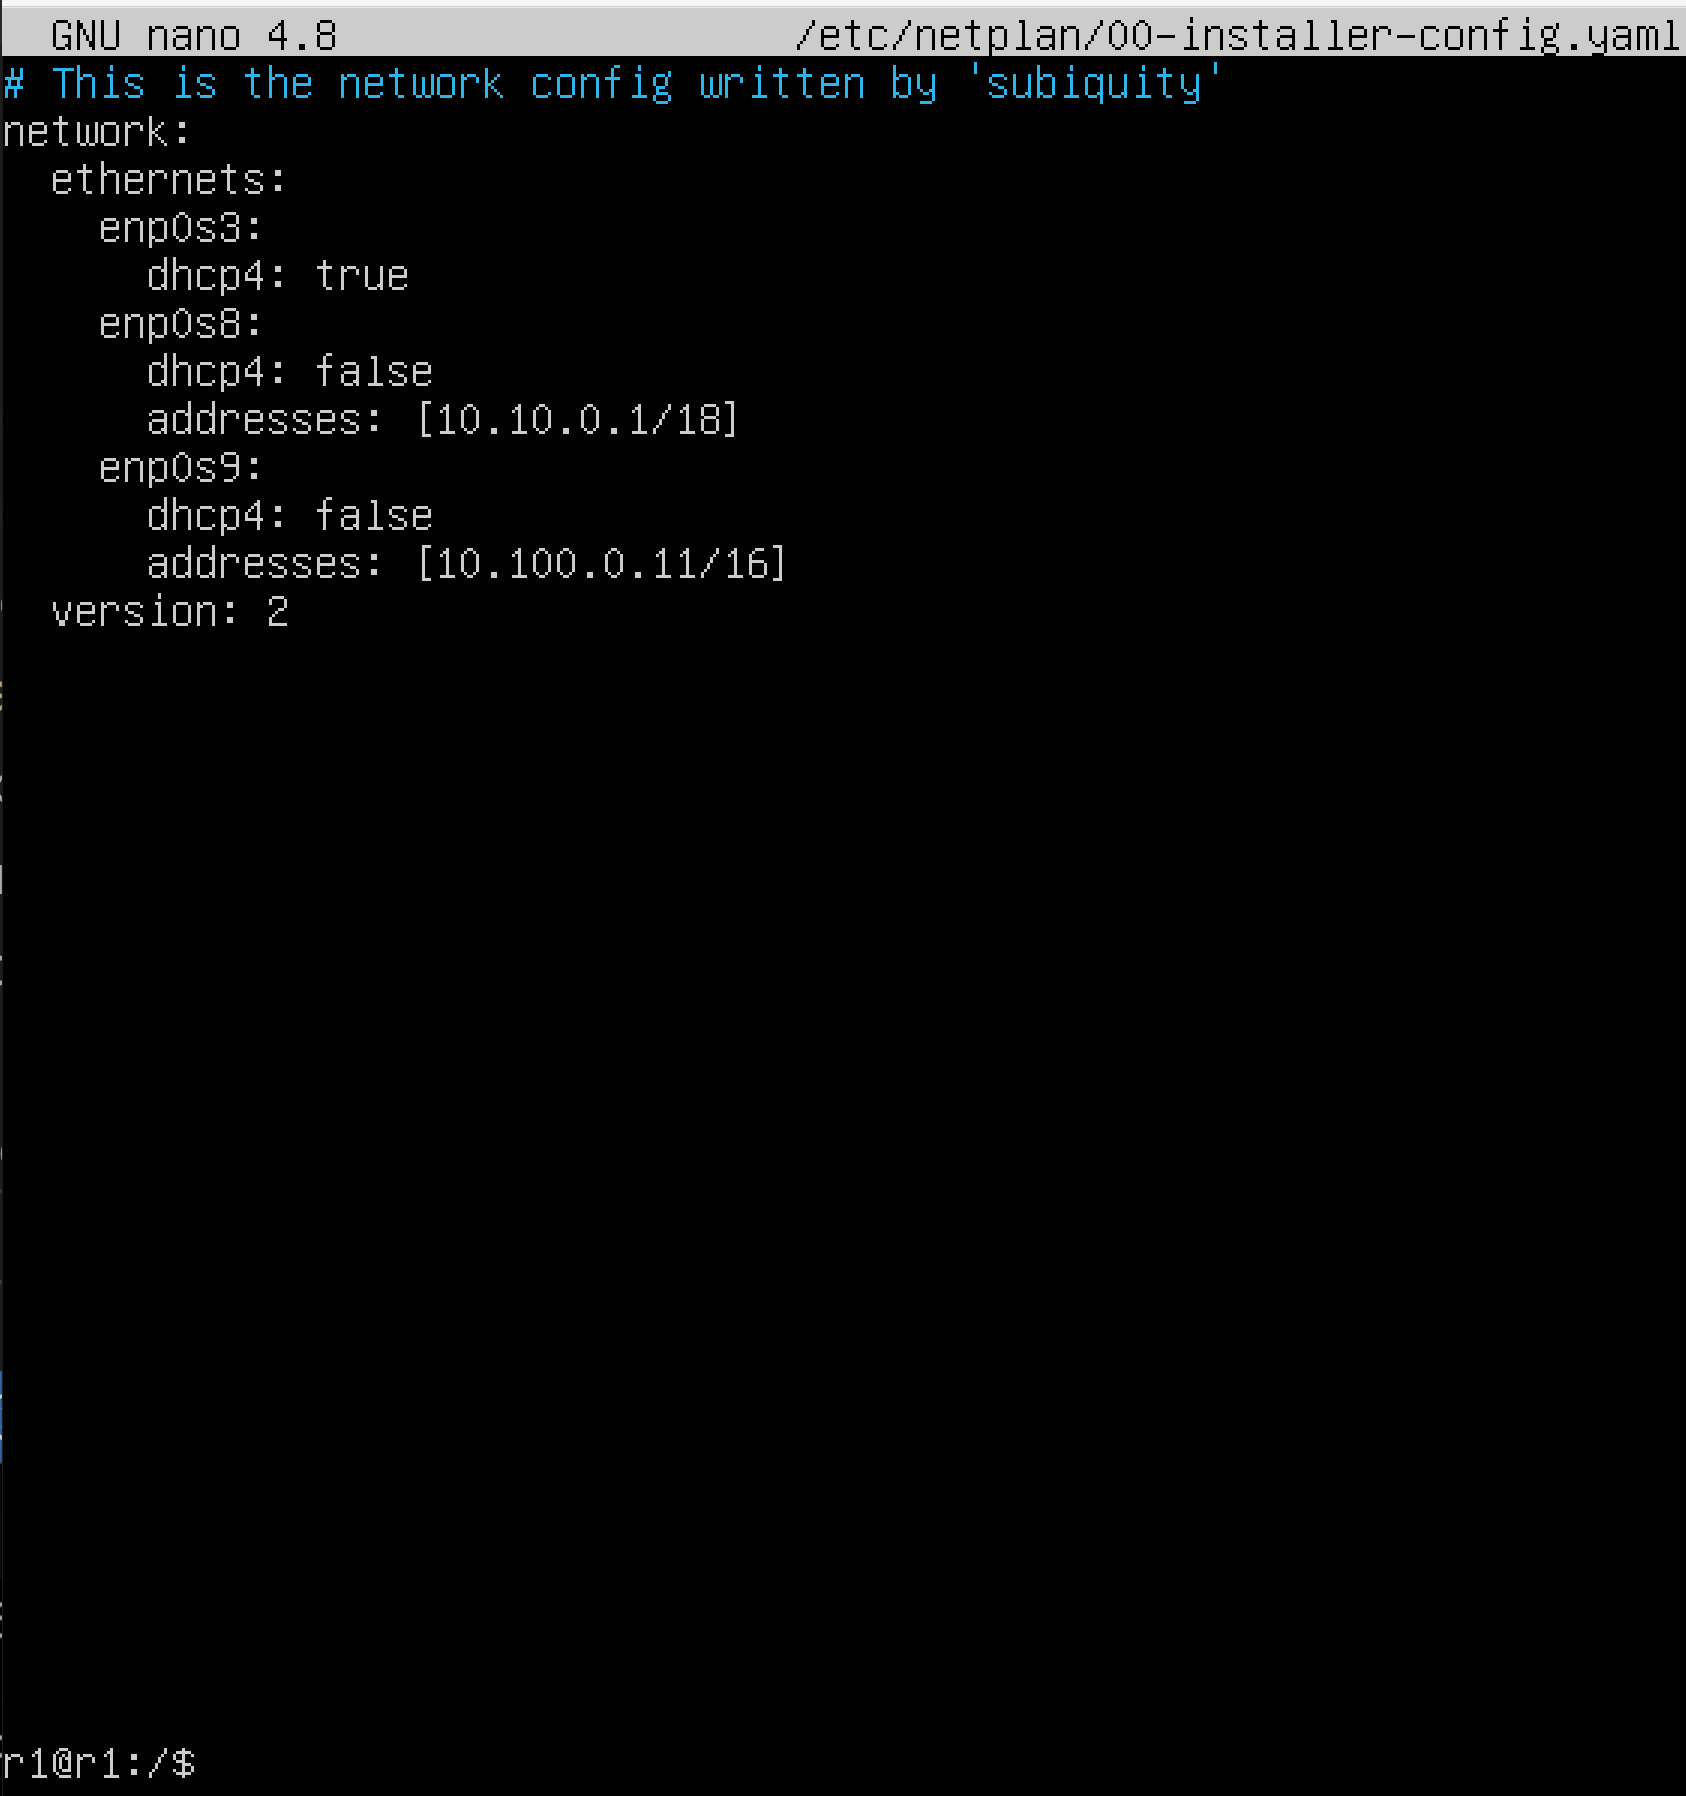 GNU nano 4.8 /etc/netplan/00-installer-config.yaml
# This is the network config written by 'subiquity'
network:
  ethernets:
    enp0s3:
      dhcp4: true
    enp0s8:
      dhcp4: false
      addresses: [10.10.0.1/18]
    enp0s9:
      dhcp4: false
      addresses: [10.100.0.11/16]
  version: 2
r1@r1:/$